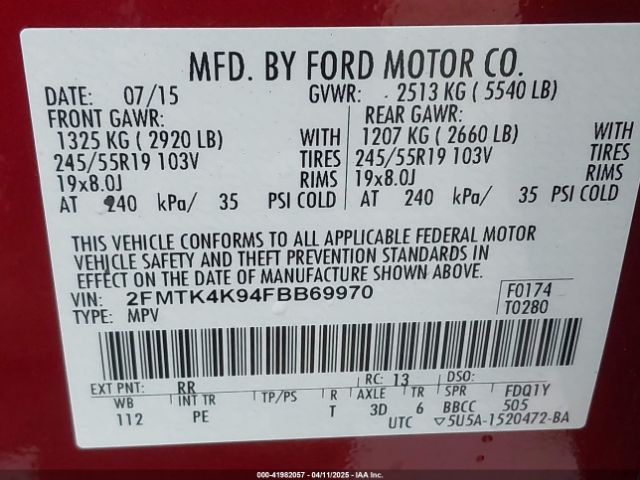 MFD. BY FORD MOTOR CO.
DATE: 07/15 GVWR: 2513 KG ( 5540 LB)
FRONT GAWR: REAR GAWR:
1325 KG ( 2920 LB) WITH 1207 KG ( 2660 LB) WITH
245/55R19 103V TIRES 245/55R19 103V TIRES
19x8.0J RIMS 19x8.0J RIMS
AT 240 kPa/ 35 PSI COLD AT 240 kPa/ 35 PSI COLD
THIS VEHICLE CONFORMS TO ALL APPLICABLE FEDERAL MOTOR
VEHICLE SAFETY AND THEFT PREVENTION STANDARDS IN
EFFECT ON THE DATE OF MANUFACTURE SHOWN ABOVE.
VIN: 2FMTK4K94FBB69970 F0174
TYPE: MPV T0280
EXT PNT: RR RC: 13 DSO:
WB INT TR TP/PS R AXLE TR SPR FDQ1Y
112 PE T 3D 6 BBCC 505
UTC ▽5U5A-1520472-BA
000-41982057 - 04/11/2025 - IAA Inc.